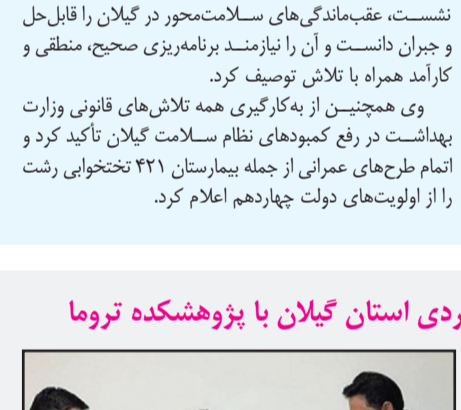 نشست، عقب‌ماندگی‌های سلامت‌محور در گیلان را قابل‌حل
و جبران دانست و آن را نیازمند برنامه‌ریزی صحیح، منطقی و
کارآمد همراه با تلاش توصیف کرد.
وی همچنین از به‌کارگیری همه تلاش‌های قانونی وزارت
بهداشت در رفع کمبودهای نظام سلامت گیلان تأکید کرد و
اتمام طرح‌های عمرانی از جمله بیمارستان ۴۲۱ تختخوابی رشت
را از اولویت‌های دولت چهاردهم اعلام کرد.
ردی استان گیلان با پژوهشکده تروما